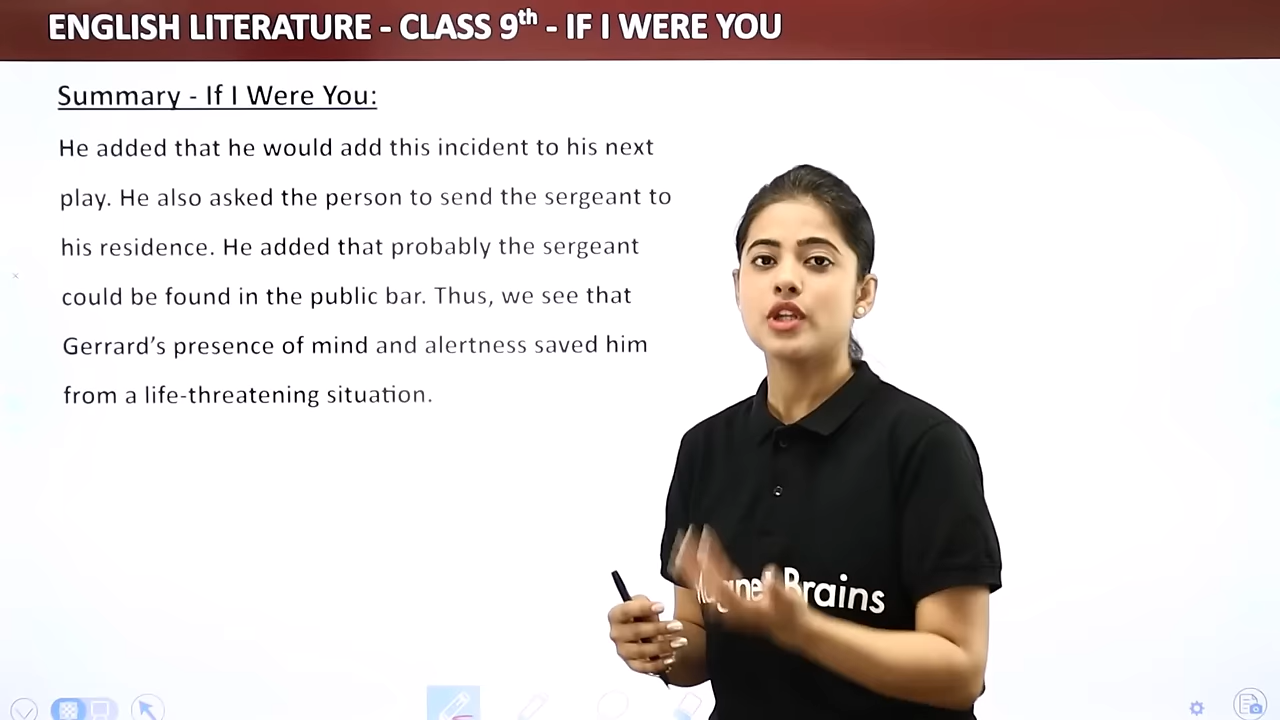 ENGLISH LITERATURE - CLASS 9th - IF I WERE YOU
Summary - If I Were You:
He added that he would add this incident to his next
play. He also asked the person to send the sergeant to
his residence. He added that probably the sergeant
could be found in the public bar. Thus, we see that
Gerrard’s presence of mind and alertness saved him
from a life-threatening situation.
Brains